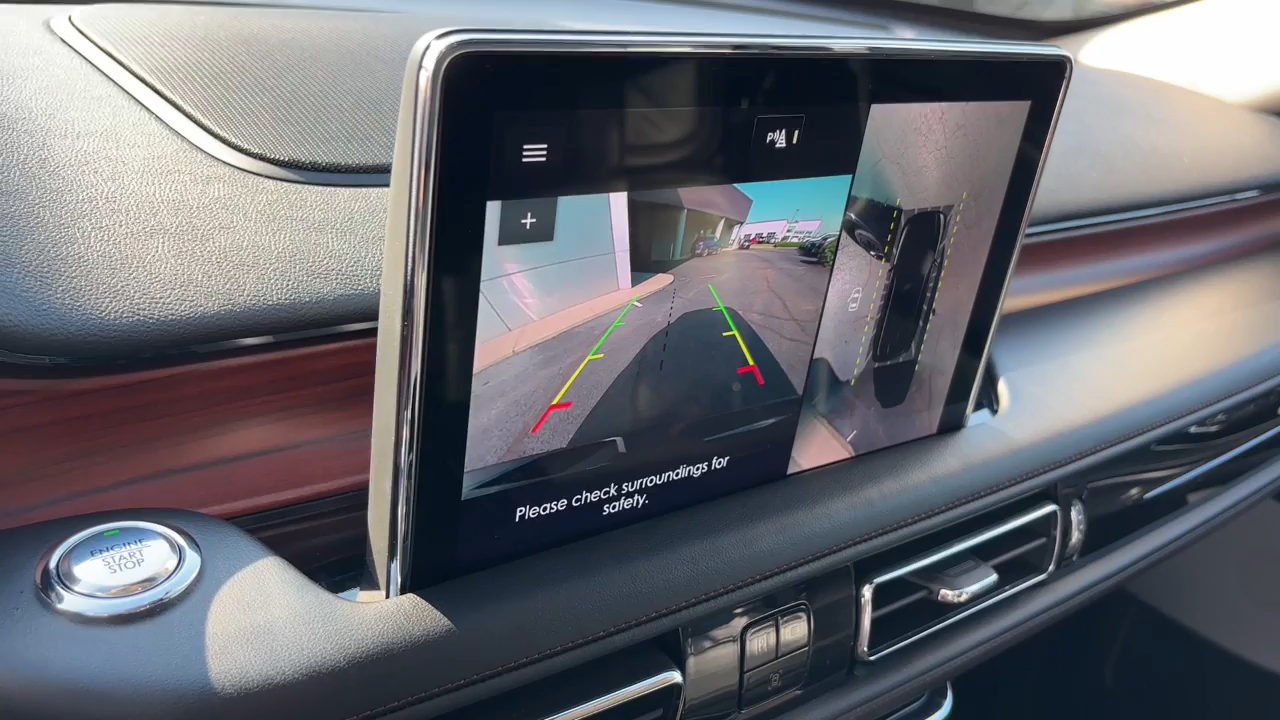 P
+
Please check surroundings for
safety.
ENGINE
START
STOP
N